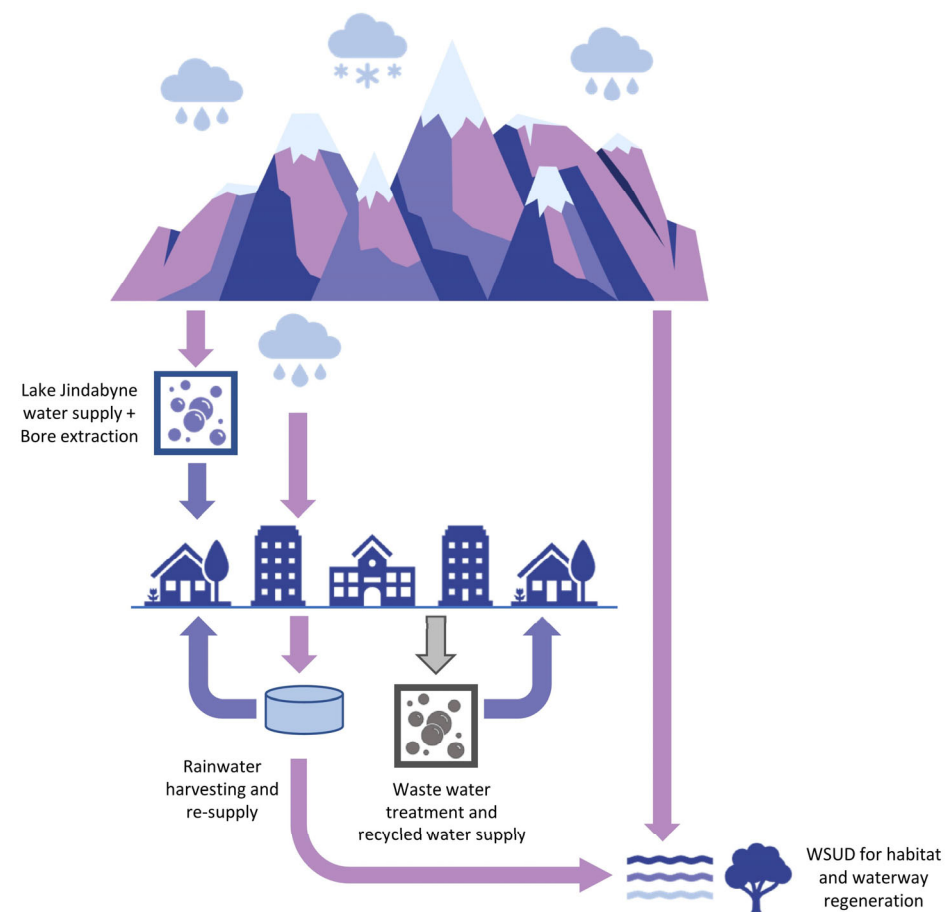 Lake Jindabyne
water supply +
Bore extraction
Rainwater
harvesting and
re-supply
Waste water
treatment and
recycled water supply
WSUD for habitat
and waterway
regeneration